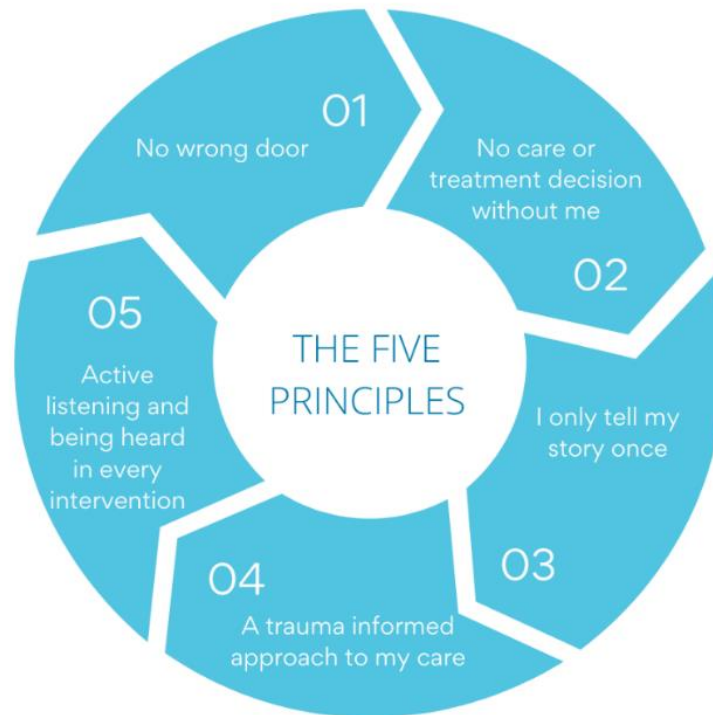 THE FIVE
PRINCIPLES
01
No wrong door
No care or
treatment decision
without me
02
I only tell my
story once
03
04
A trauma informed
approach to my care
05
Active
listening and
being heard
in every
intervention